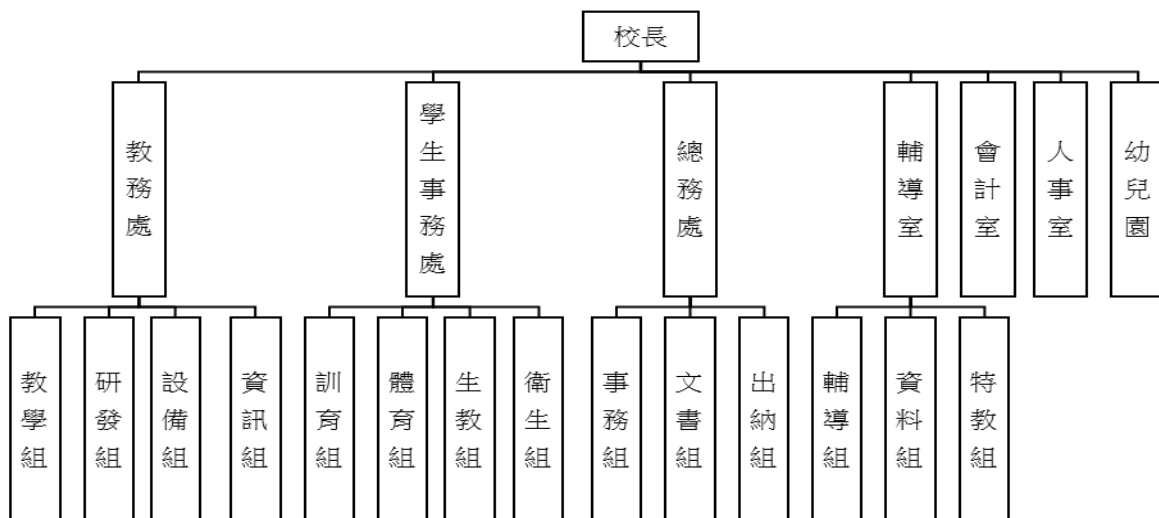 校長
教務處
學生事務處
總務處
輔導室
會計室
人事室
幼兒園
教學組
研發組
設備組
資訊組
訓育組
體育組
生教組
衛生組
事務組
文書組
出納組
輔導組
資料組
特教組